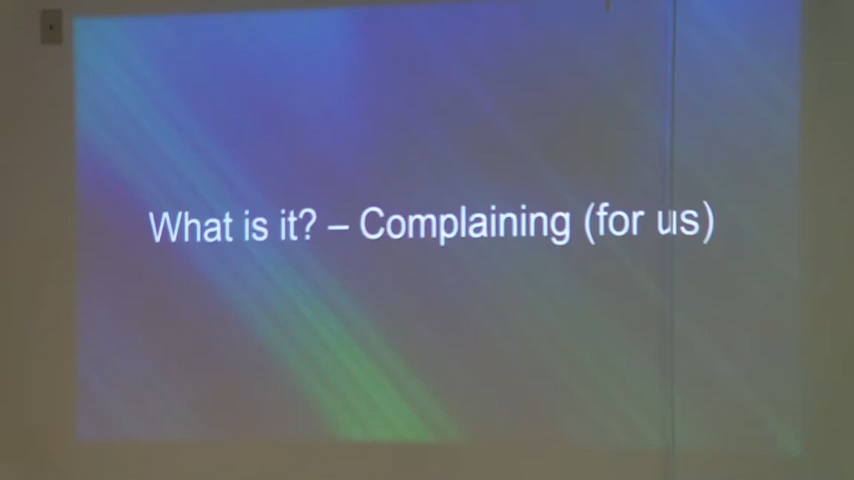 What is it? – Complaining (for us)